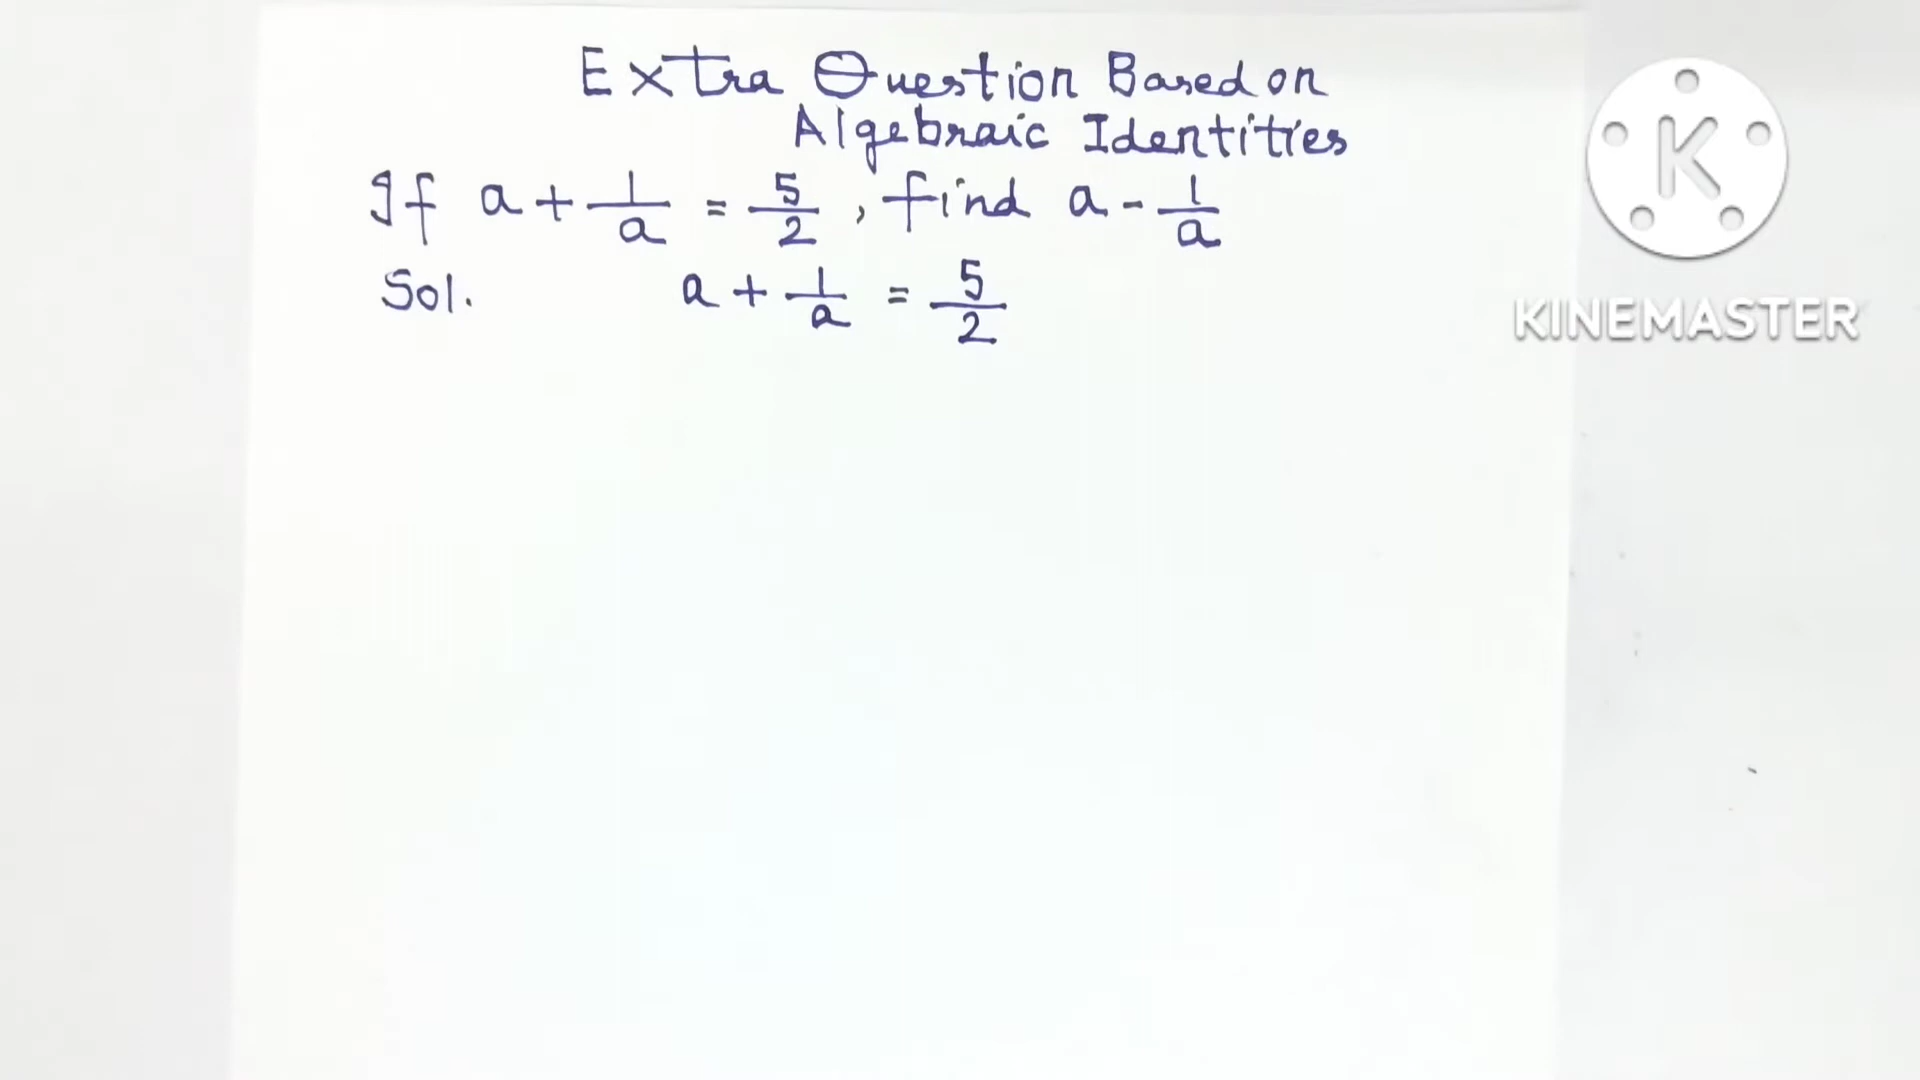 Extra Question Based on
Algebraic Identities
If a + 1/a = 5/2, find a - 1/a
Sol. a + 1/a = 5/2
K
KINEMASTER